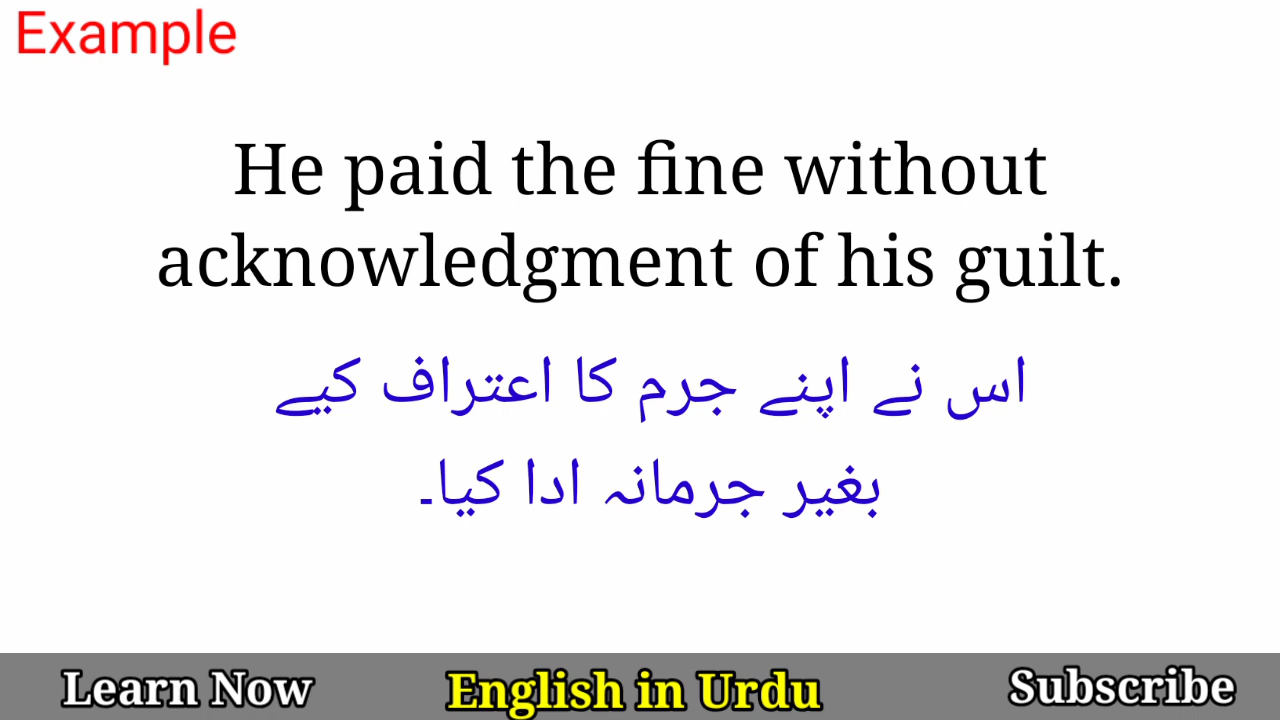 Example
He paid the fine without
acknowledgment of his guilt.
اس نے اپنے جرم کا اعتراف کیے
بغیر جرمانہ ادا کیا۔
Learn Now
English in Urdu
Subscribe